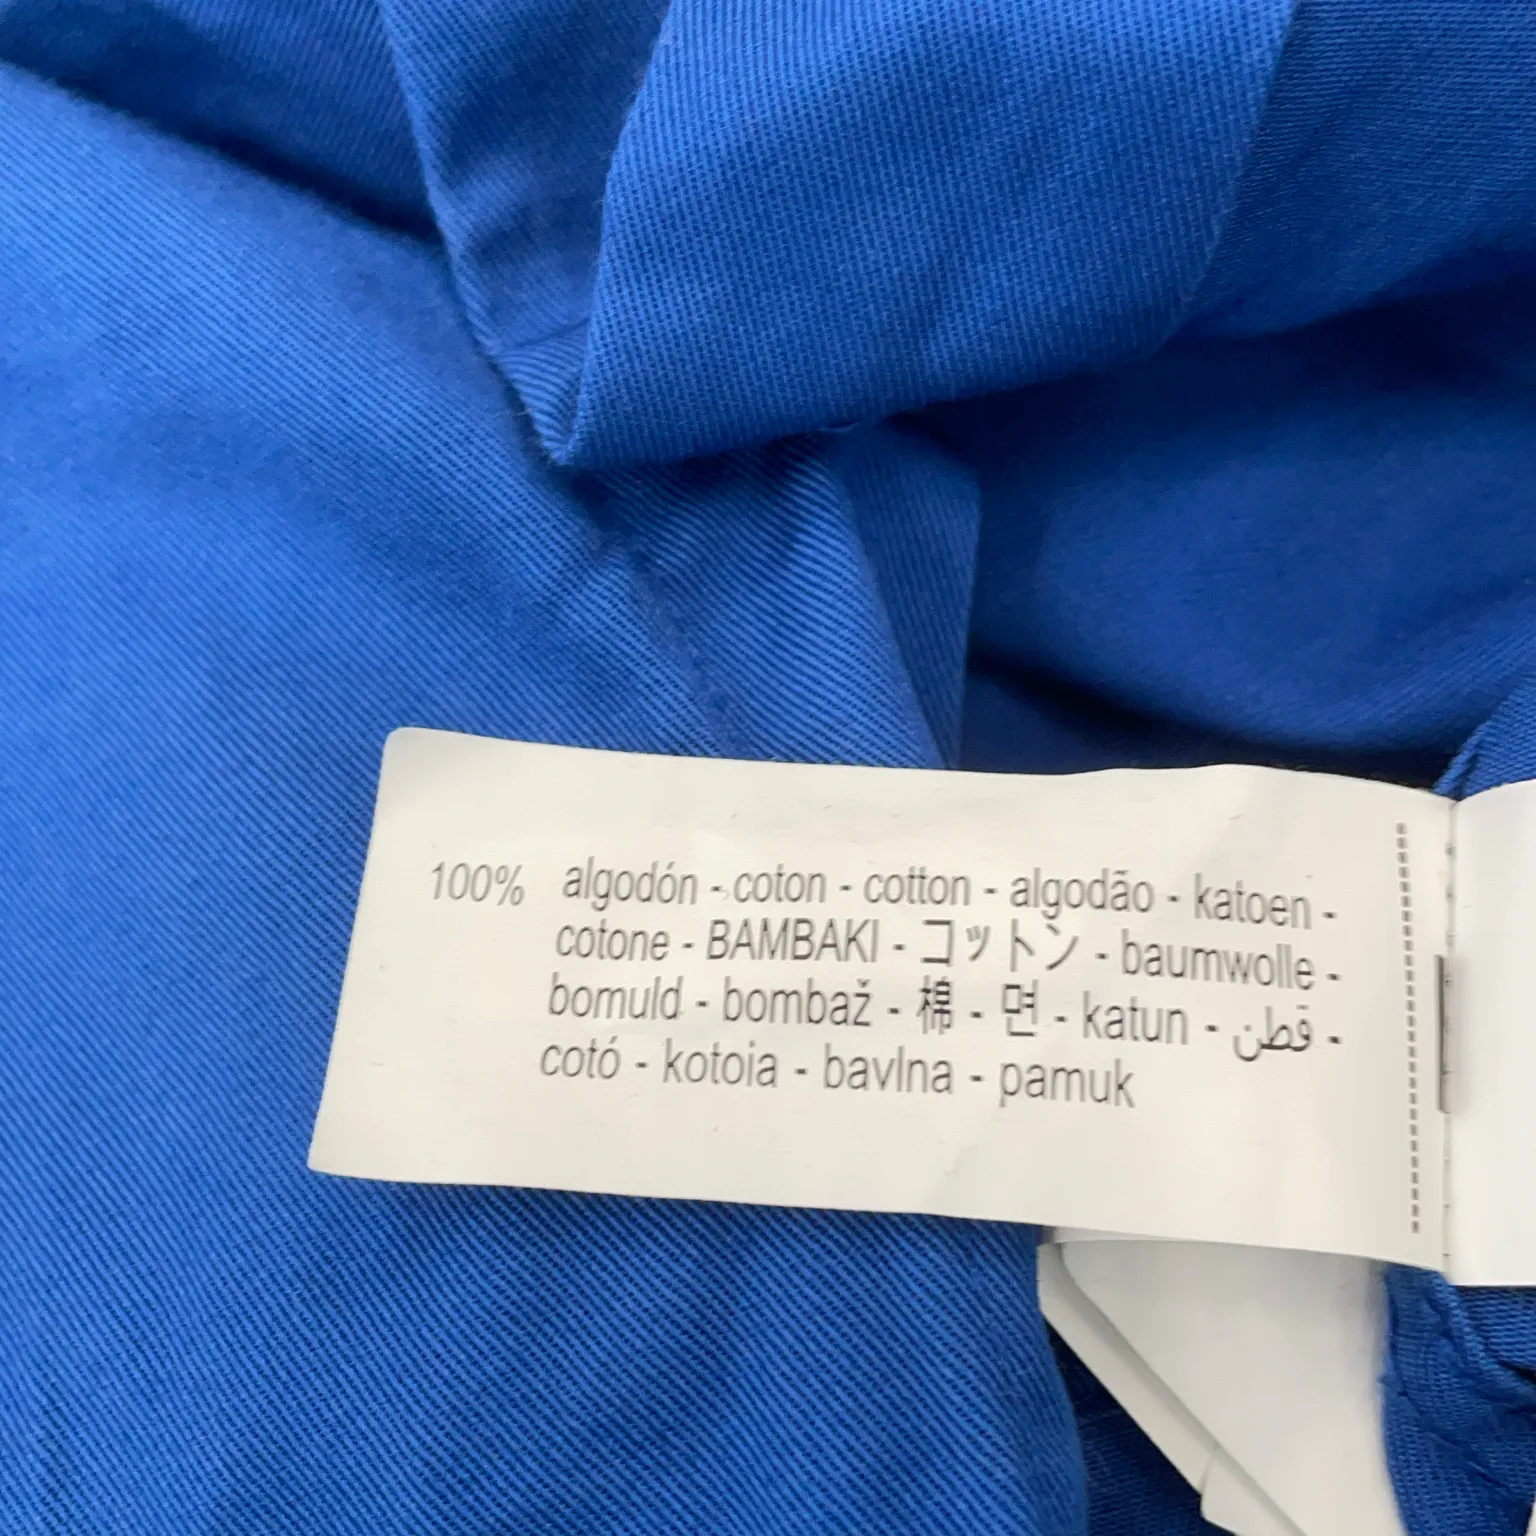 100% algodón - coton - cotton - algodão - katoen -
cotone - BAMBAKI - コットン - baumwolle -
bomuld - bombaž - 棉 - 면 - katun - قطن -
cotó - kotoia - bavlna - pamuk